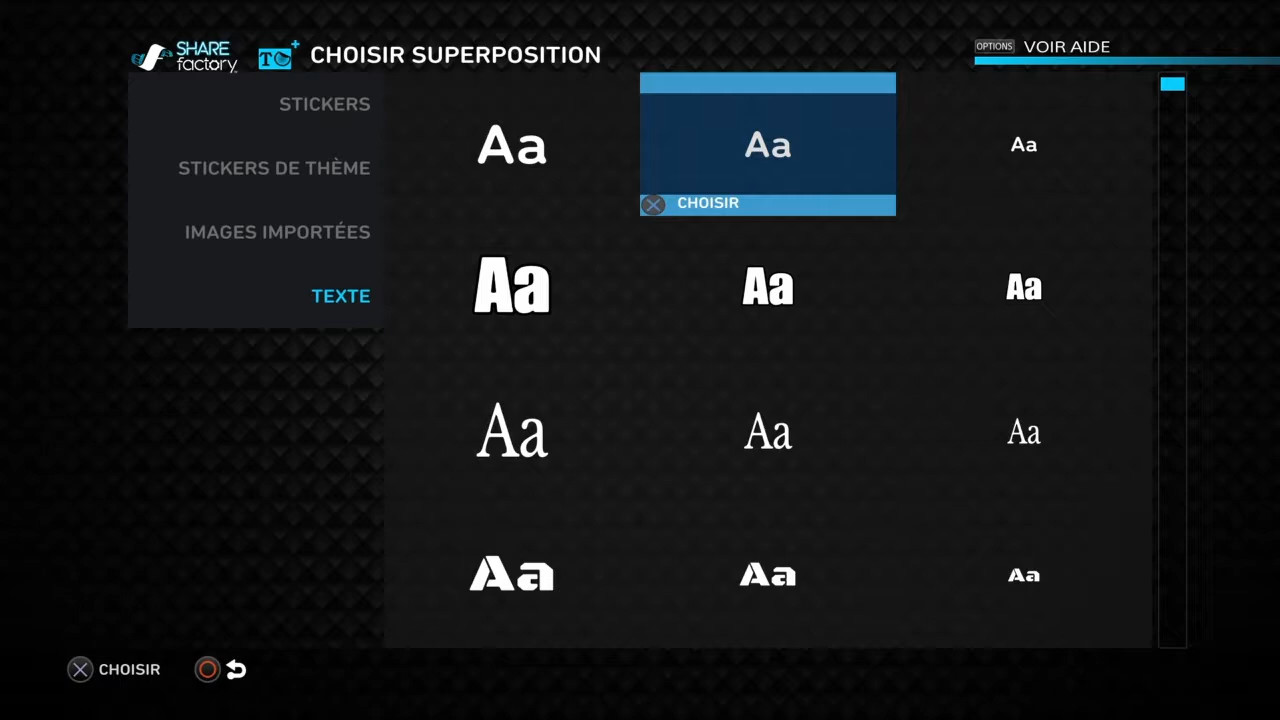 SHARE
factory
TC+
CHOISIR SUPERPOSITION
OPTIONS VOIR AIDE
STICKERS
STICKERS DE THÈME
IMAGES IMPORTÉES
TEXTE
Aa Aa Aa
CHOISIR
Aa Aa Aa
Aa Aa Aa
Aa Aa Aa
CHOISIR